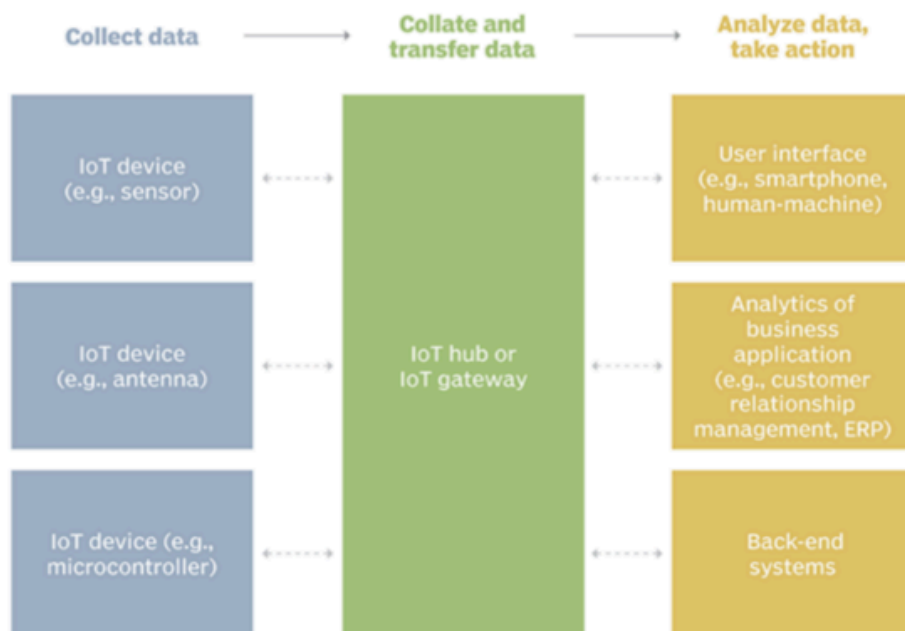 Collect data
Collate and
transfer data
Analyze data,
take action
IoT device
(e.g., sensor)
User interface
(e.g., smartphone,
human-machine)
IoT device
(e.g., antenna)
IoT hub or
IoT gateway
Analytics of
business
application
(e.g., customer
relationship
management, ERP)
IoT device (e.g.,
microcontroller)
Back-end
systems